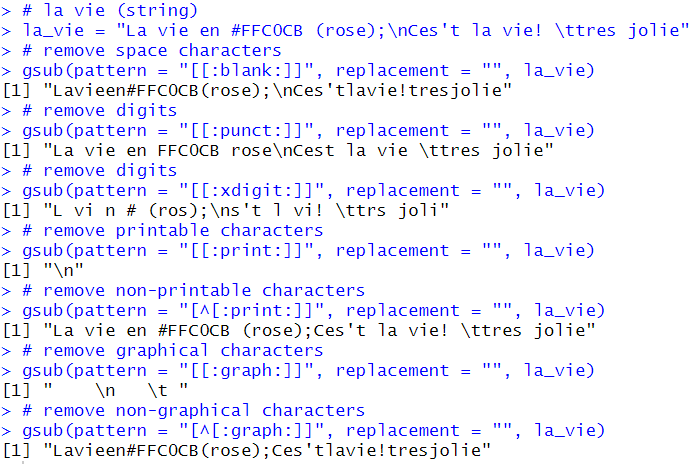 > # la vie (string)
> la_vie = "La vie en #FFC0CB (rose);\nCes't la vie! \ttres jolie"
> # remove space characters
> gsub(pattern = "[[:blank:]]", replacement = "", la_vie)
[1] "Lavieen#FFC0CB(rose);\nCes'tlavie!tresjolie"
> # remove digits
> gsub(pattern = "[[:punct:]]", replacement = "", la_vie)
[1] "La vie en FFC0CB rose\nCest la vie \ttres jolie"
> # remove digits
> gsub(pattern = "[[:xdigit:]]", replacement = "", la_vie)
[1] "L vi n # (ros);\ns't l vi! \ttrs joli"
> # remove printable characters
> gsub(pattern = "[[:print:]]", replacement = "", la_vie)
[1] "\n"
> # remove non-printable characters
> gsub(pattern = "[^[:print:]]", replacement = "", la_vie)
[1] "La vie en #FFC0CB (rose);Ces't la vie! \ttres jolie"
> # remove graphical characters
> gsub(pattern = "[[:graph:]]", replacement = "", la_vie)
[1] "    \n   \t "
> # remove non-graphical characters
> gsub(pattern = "[^[:graph:]]", replacement = "", la_vie)
[1] "Lavieen#FFC0CB(rose);Ces'tlavie!tresjolie"